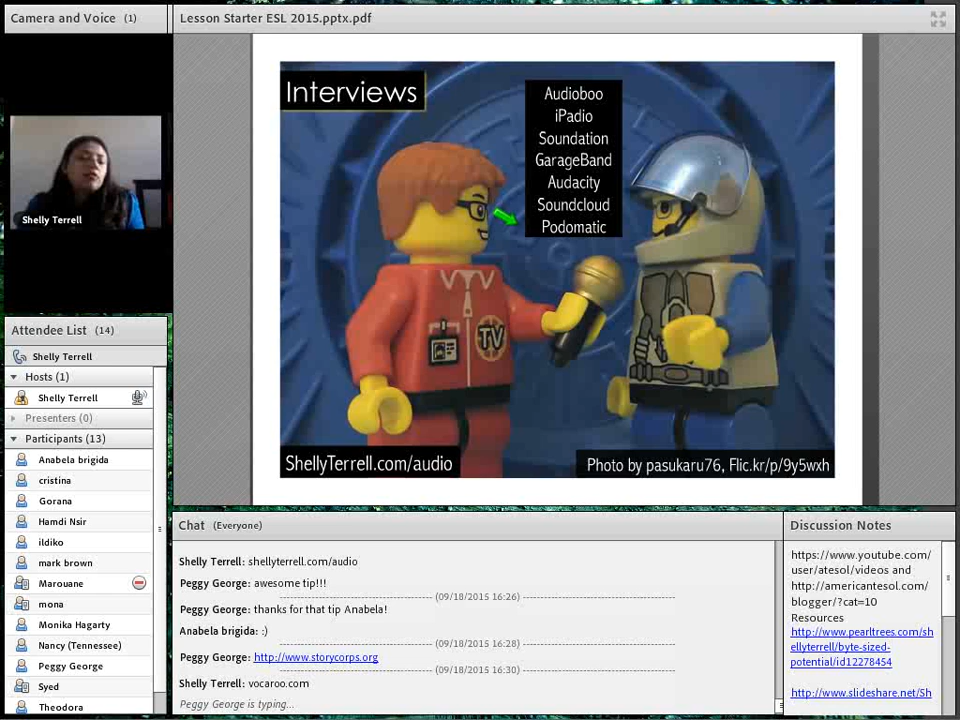 Camera and Voice (1)
Shelly Terrell
Attendee List (14)
Shelly Terrell
Hosts (1)
Shelly Terrell
Presenters (0)
Participants (13)
Anabela brigida
cristina
Gorana
Hamdi Nsir
ildiko
mark brown
Marouane
mona
Monika Hagarty
Nancy (Tennessee)
Peggy George
Syed
Theodora
Lesson Starter ESL 2015.pptx.pdf
Interviews
Audioboo
iPadio
Soundation
GarageBand
Audacity
Soundcloud
Podomatic
TV
ShellyTerrell.com/audio
Photo by pasukaru76, Flic.kr/p/9y5wxh
Chat (Everyone)
Shelly Terrell: shellyterrell.com/audio
Peggy George: awesome tip!!!
(09/18/2015 16:26)
Peggy George: thanks for that tip Anabela!
Anabela brigida: :)
(09/18/2015 16:28)
Peggy George: http://www.storycorps.org
(09/18/2015 16:30)
Shelly Terrell: vocaroo.com
Peggy George is typing...
Discussion Notes
https://www.youtube.com/
user/atesol/videos and
http://americantesol.com/
blogger/?cat=10
Resources
http://www.pearltrees.com/sh
ellyterrell/byte-sized-
potential/id12278454
http://www.slideshare.net/Sh